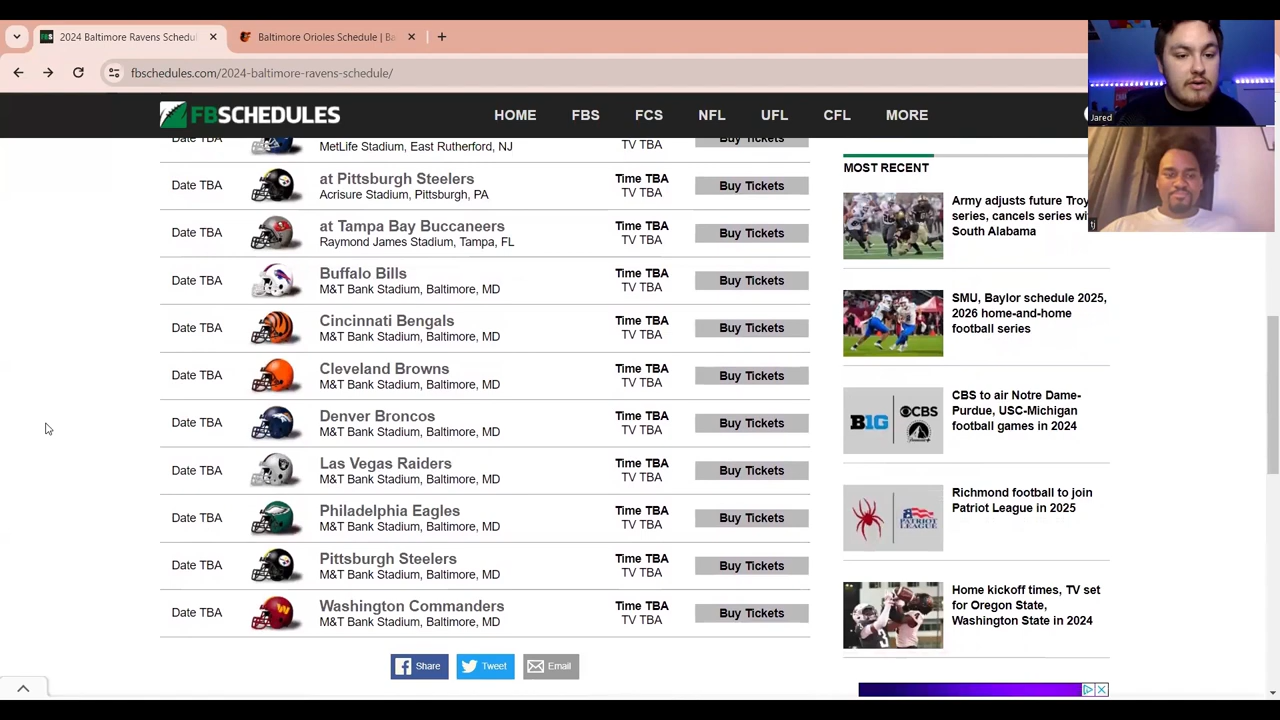 2024 Baltimore Ravens Schedu
Baltimore Orioles Schedule | Ba
fbschedules.com/2024-baltimore-ravens-schedule/
FBSCHEDULES
HOME FBS FCS NFL UFL CFL MORE
Jared
Date TBA MetLife Stadium, East Rutherford, NJ TV TBA Buy Tickets
Date TBA at Pittsburgh Steelers Time TBA Buy Tickets
Acrisure Stadium, Pittsburgh, PA TV TBA
Date TBA at Tampa Bay Buccaneers Time TBA Buy Tickets
Raymond James Stadium, Tampa, FL TV TBA
Date TBA Buffalo Bills Time TBA Buy Tickets
M&T Bank Stadium, Baltimore, MD TV TBA
Date TBA Cincinnati Bengals Time TBA Buy Tickets
M&T Bank Stadium, Baltimore, MD TV TBA
Date TBA Cleveland Browns Time TBA Buy Tickets
M&T Bank Stadium, Baltimore, MD TV TBA
Date TBA Denver Broncos Time TBA Buy Tickets
M&T Bank Stadium, Baltimore, MD TV TBA
Date TBA Las Vegas Raiders Time TBA Buy Tickets
M&T Bank Stadium, Baltimore, MD TV TBA
Date TBA Philadelphia Eagles Time TBA Buy Tickets
M&T Bank Stadium, Baltimore, MD TV TBA
Date TBA Pittsburgh Steelers Time TBA Buy Tickets
M&T Bank Stadium, Baltimore, MD TV TBA
Date TBA Washington Commanders Time TBA Buy Tickets
M&T Bank Stadium, Baltimore, MD TV TBA
Share Tweet Email
MOST RECENT
Army adjusts future Troy
series, cancels series wi
South Alabama
SMU, Baylor schedule 2025,
2026 home-and-home
football series
CBS to air Notre Dame-
Purdue, USC-Michigan
football games in 2024
B1G CBS
Richmond football to join
Patriot League in 2025
PATRIOT
LEAGUE
Home kickoff times, TV set
for Oregon State,
Washington State in 2024